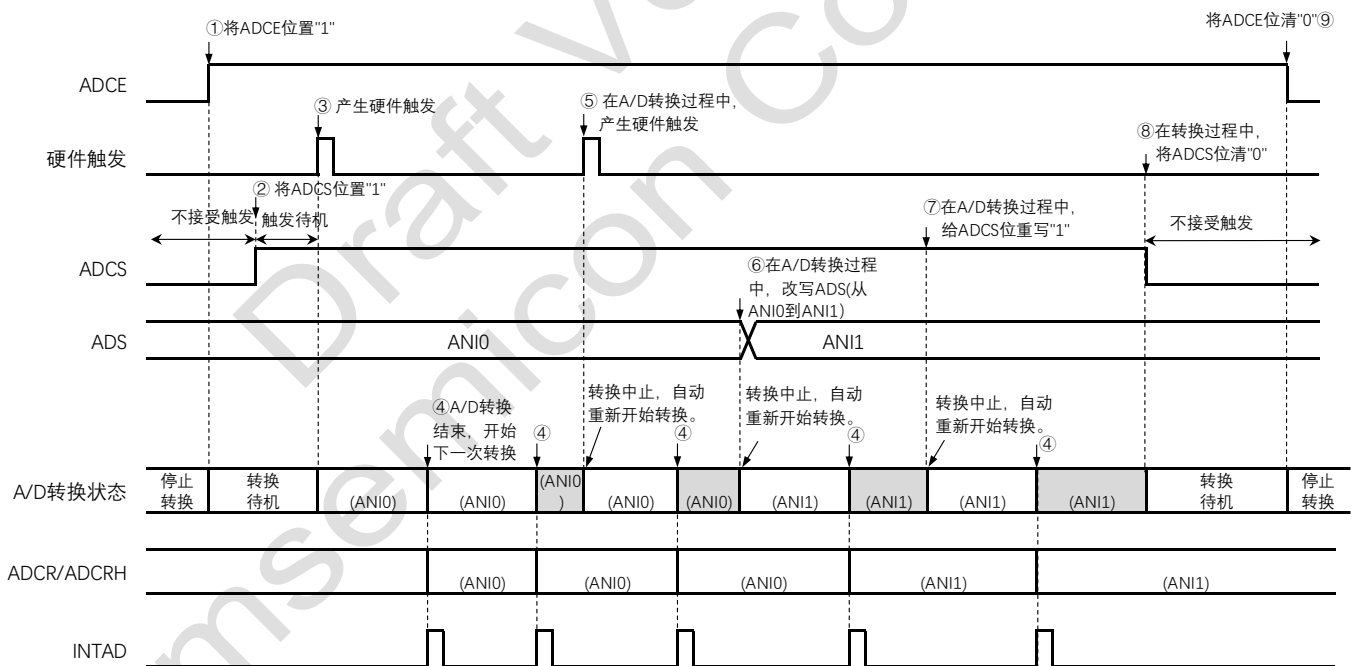 ①将ADCE位置"1"
将ADCE位清"0"⑨
ADCE
③ 产生硬件触发
⑤ 在A/D转换过程中，
产生硬件触发
⑧在转换过程中，
将ADCS位清"0"
硬件触发
② 将ADCS位置"1"
不接受触发
触发待机
⑦在A/D转换过程中，
给ADCS位重写"1"
不接受触发
ADCS
⑥在A/D转换过程
中，改写ADS(从
ANI0到ANI1)
ADS
ANI0
ANI1
④A/D转换
结束，开始
下一次转换
④
转换中止，自动
重新开始转换。
④
转换中止，自动
重新开始转换。
④
转换中止，自动
重新开始转换。
④
A/D转换状态
停止
转换
转换
待机
(ANI0)
(ANI0)
(ANI0
)
(ANI0)
(ANI0)
(ANI1)
(ANI1)
(ANI1)
(ANI1)
转换
待机
停止
转换
ADCR/ADCRH
(ANI0)
(ANI0)
(ANI0)
(ANI1)
(ANI1)
INTAD
Draft